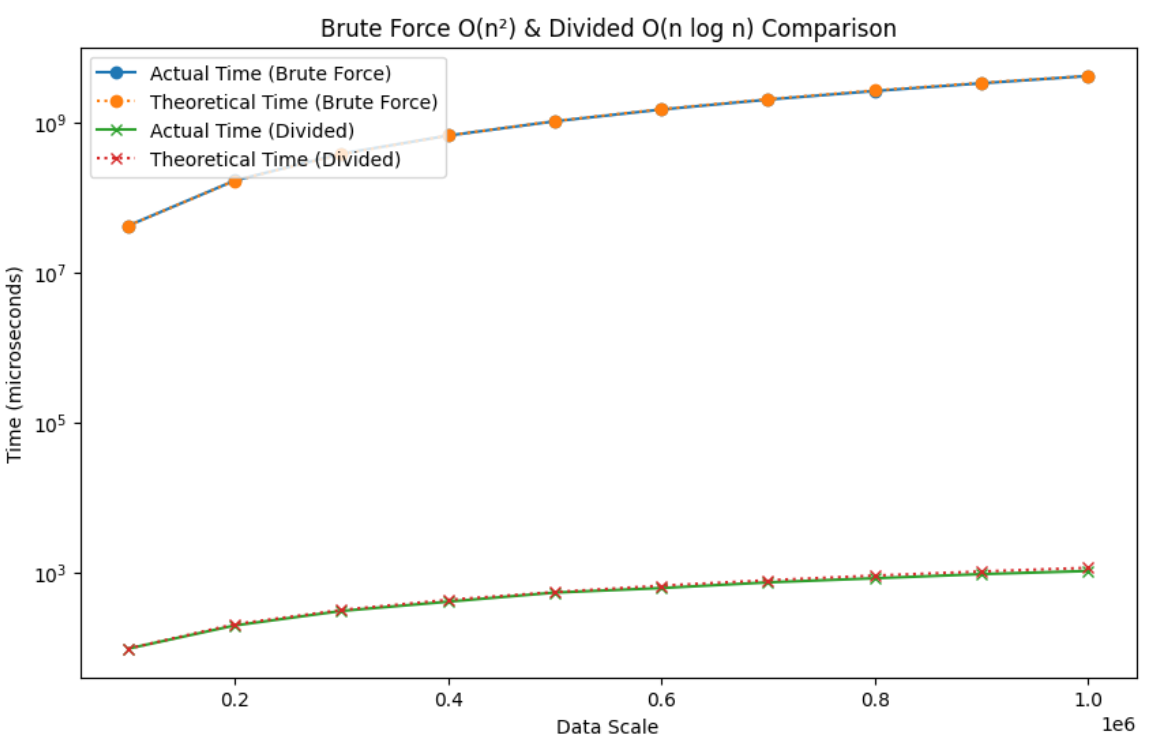 Brute Force O(n²) & Divided O(n log n) Comparison
Actual Time (Brute Force)
Theoretical Time (Brute Force)
Actual Time (Divided)
Theoretical Time (Divided)
Time (microseconds)
10⁹
10⁷
10⁵
10³
0.2 0.4 0.6 0.8 1.0
1e6
Data Scale